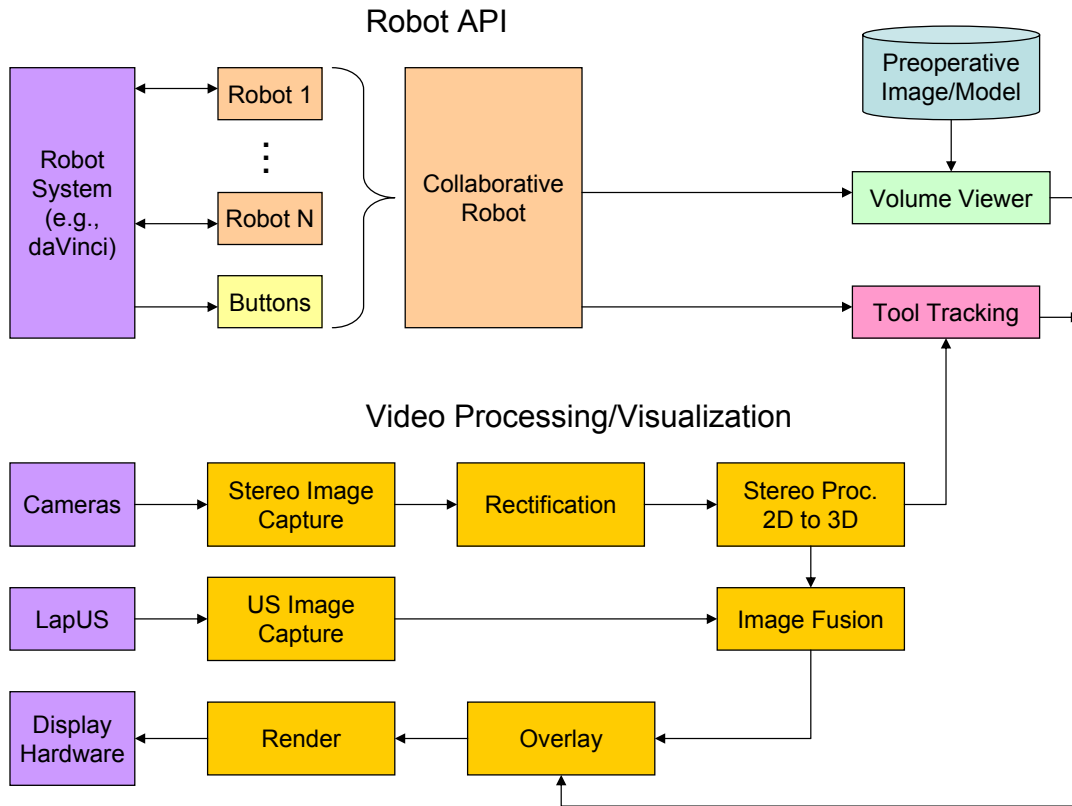 Robot API
Robot
System
(e.g.,
daVinci)
Robot 1
⋮
Robot N
Buttons
Collaborative
Robot
Preoperative
Image/Model
Volume Viewer
Tool Tracking
Video Processing/Visualization
Cameras
Stereo Image
Capture
Rectification
Stereo Proc.
2D to 3D
LapUS
US Image
Capture
Image Fusion
Display
Hardware
Render
Overlay